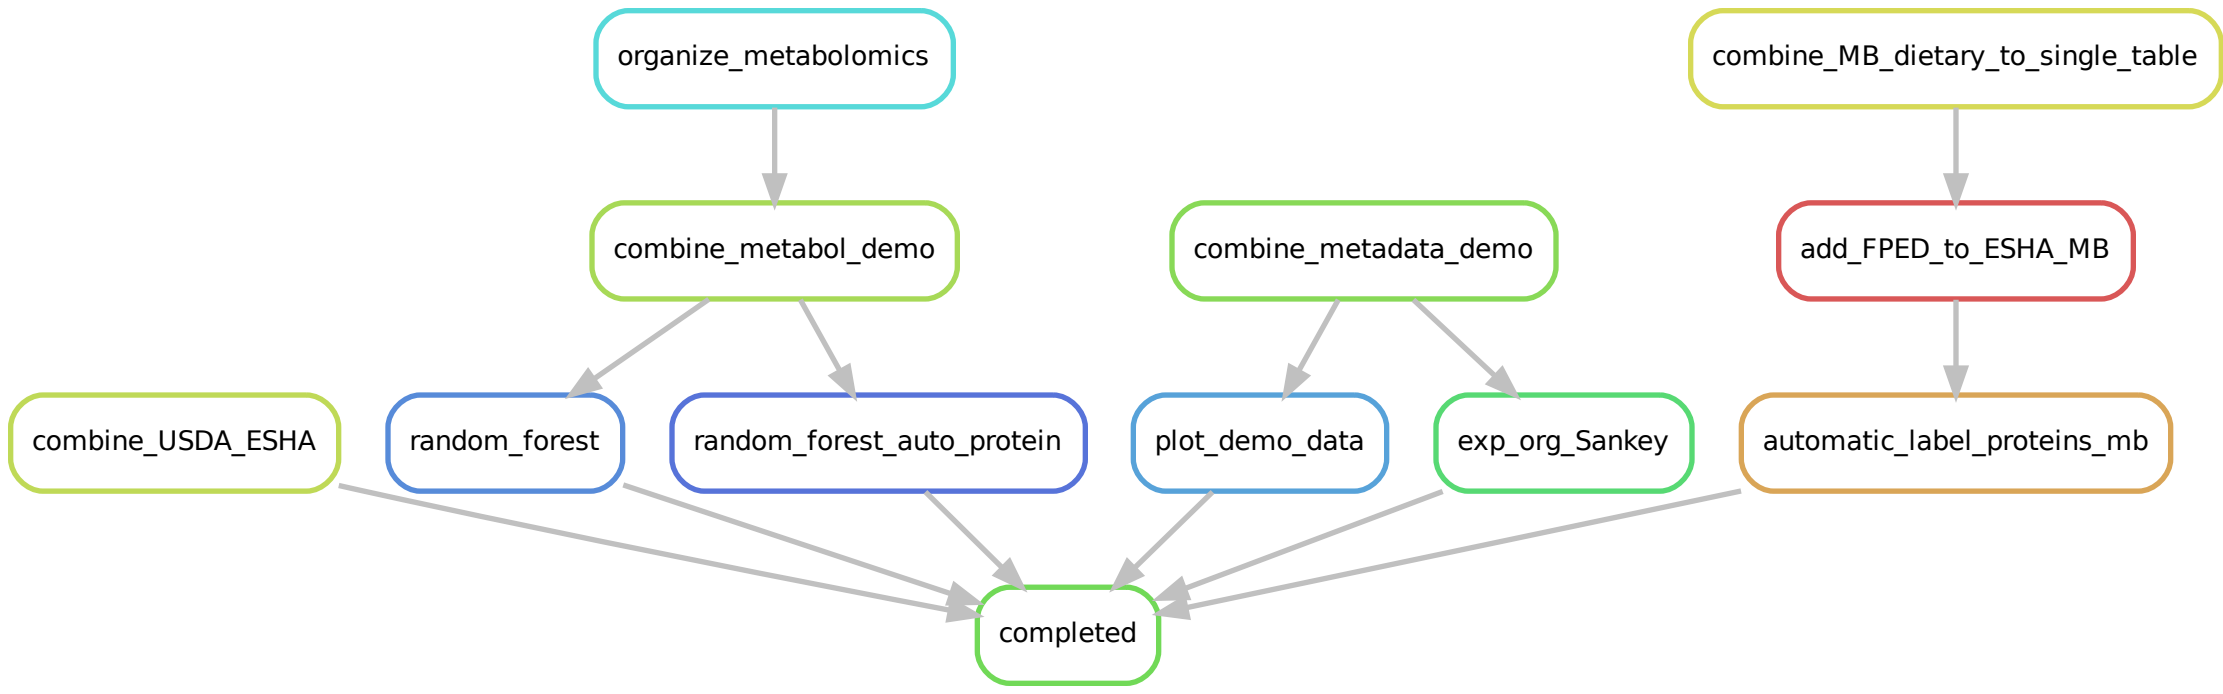 organize_metabolomics
combine_MB_dietary_to_single_table
combine_metabol_demo
combine_metadata_demo
add_FPED_to_ESHA_MB
combine_USDA_ESHA
random_forest
random_forest_auto_protein
plot_demo_data
exp_org_Sankey
automatic_label_proteins_mb
completed